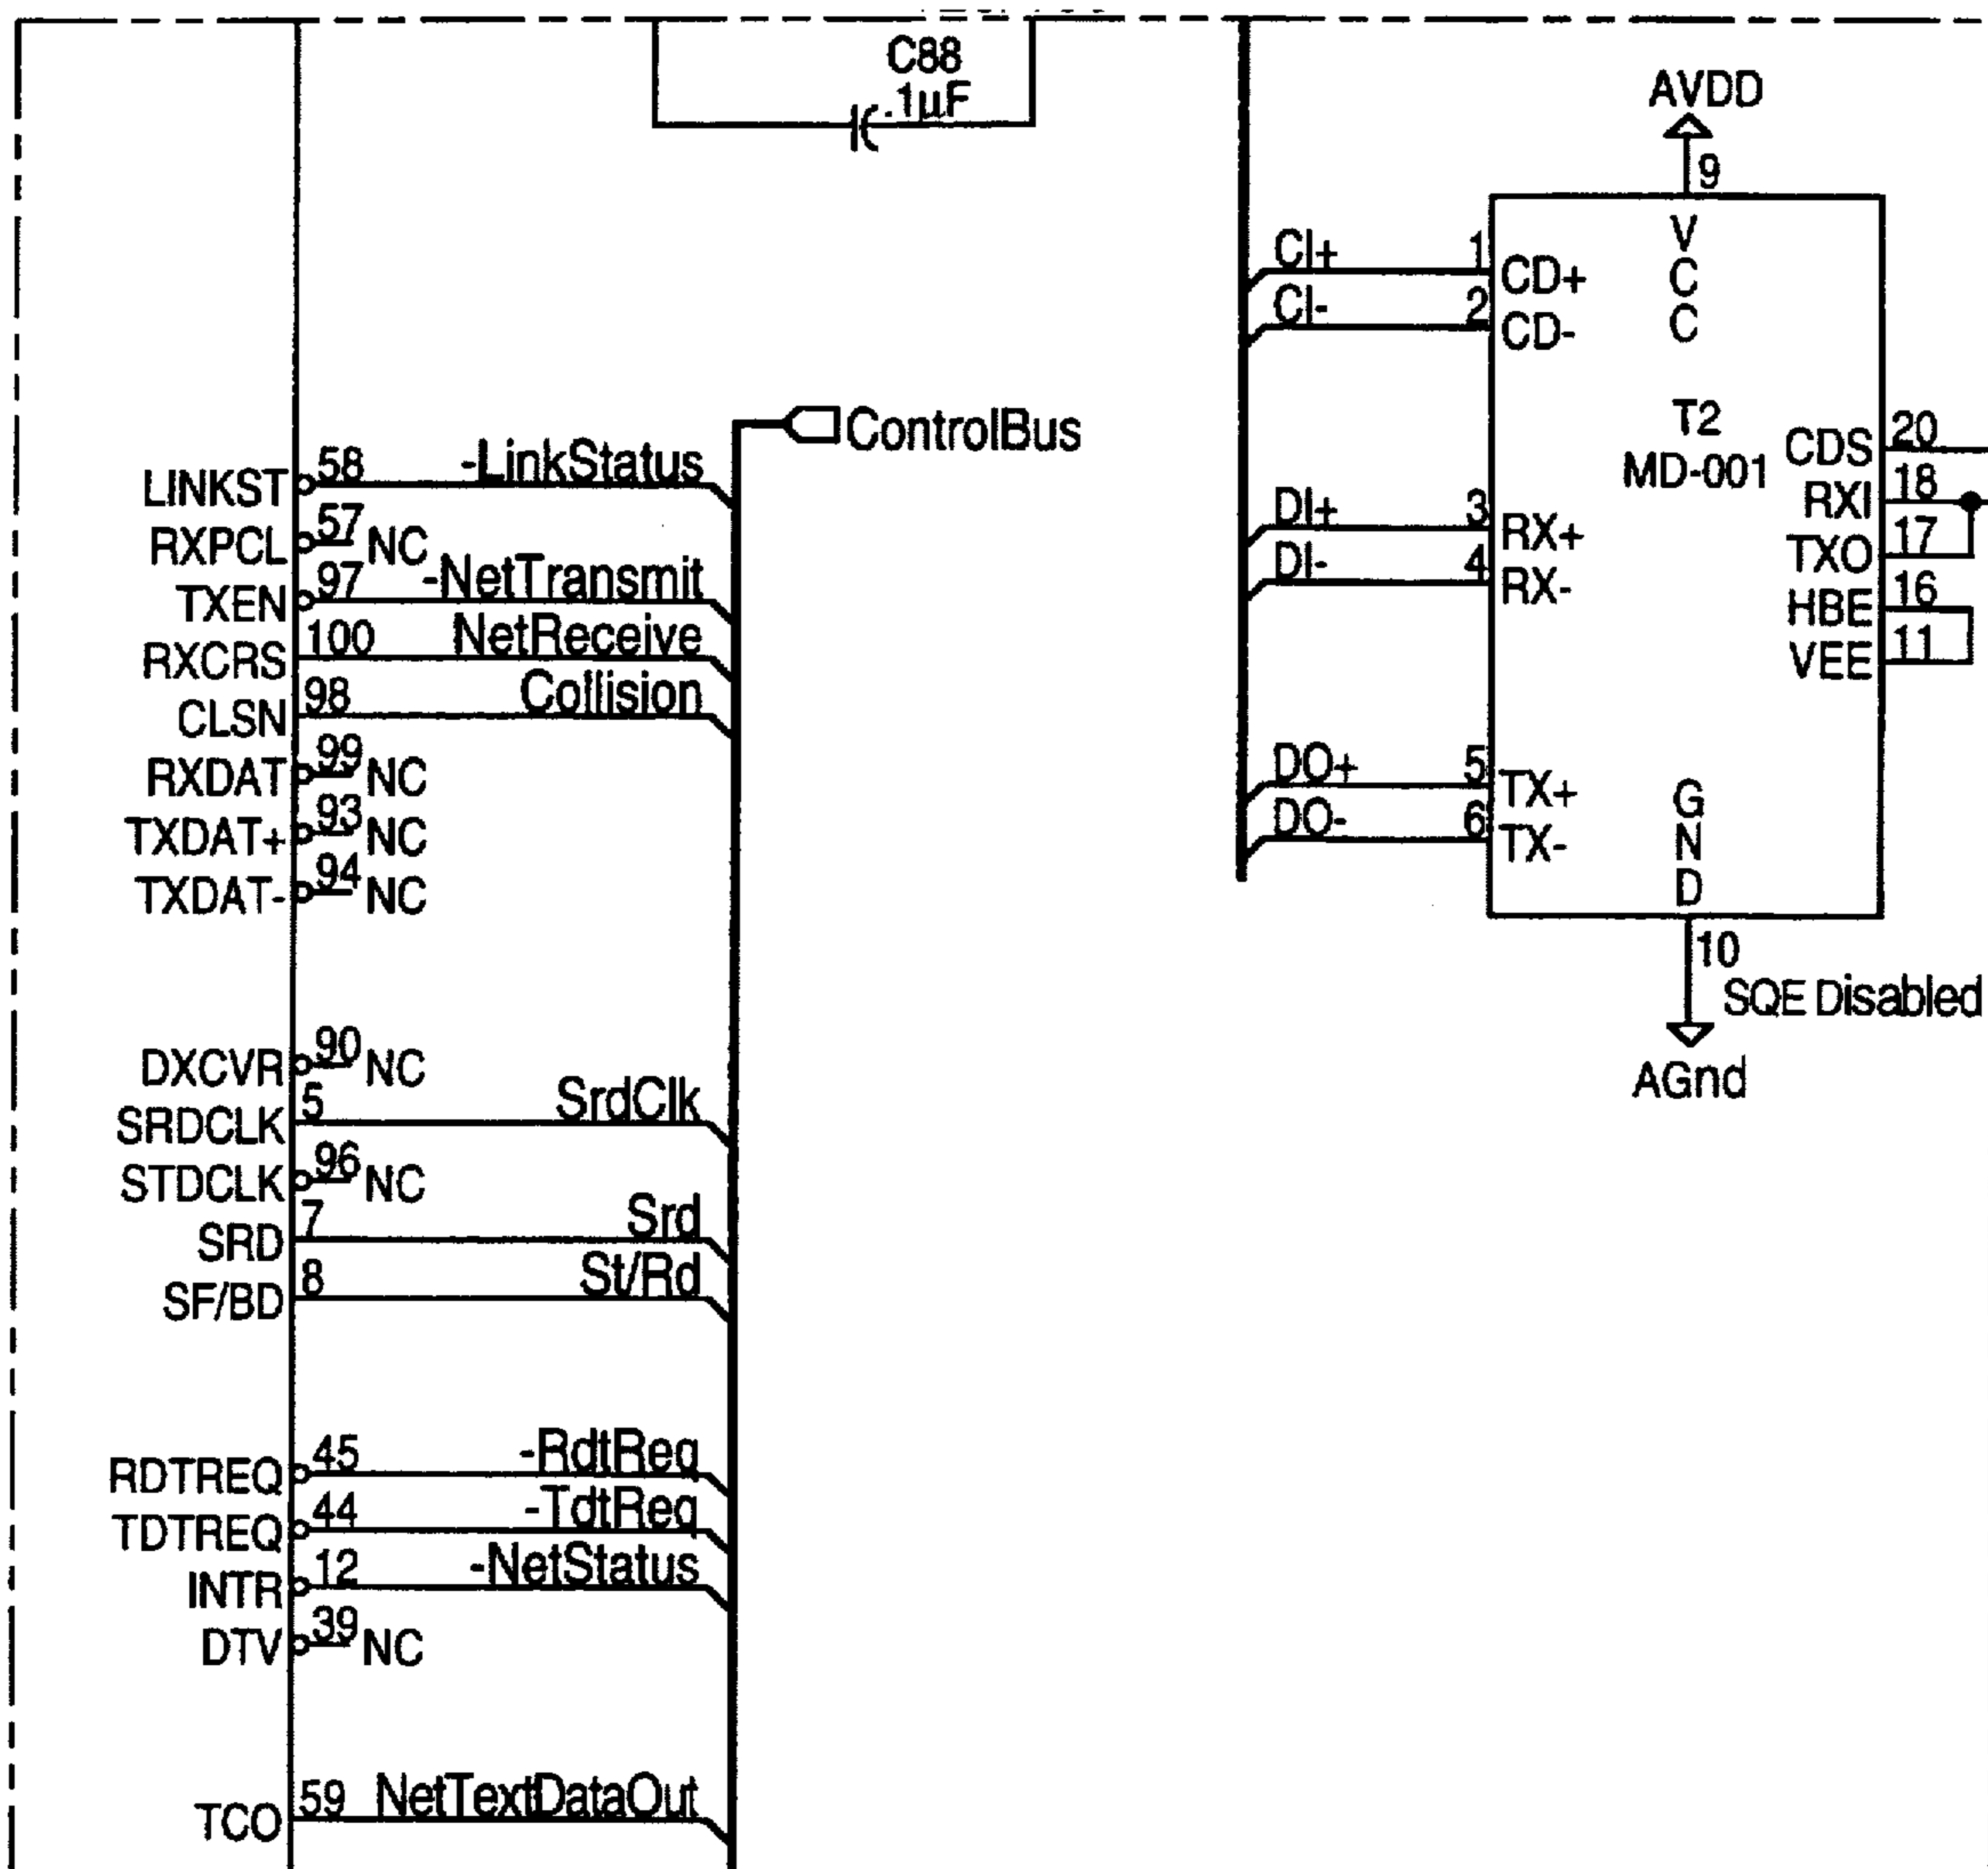 C88
.1µF
AVDD
9
VCC
CI+ 1 CD+
CI- 2 CD-
T2
MD-001
CDS 20
RXI 18
TXO 17
HBE 16
VEE 11
DI+ 3 RX+
DI- 4 RX-
DO+ 5 TX+
DO- 6 TX-
GND
10
SQE Disabled
AGnd
ControlBus
LINKST 58 -LinkStatus
RXPCL 57 NC
TXEN 97 -NetTransmit
RXCRS 100 NetReceive
CLSN 98 Collision
RXDAT 99 NC
TXDAT+ 93 NC
TXDAT- 94 NC
DXCVR 90 NC
SRDCLK 5 SrdClk
STDCLK 96 NC
SRD 7 Srd
SF/BD 8 St/Rd
RDTREQ 45 -RdtReq
TDTREQ 44 -TdtReq
INTR 12 -NetStatus
DTV 39 NC
TCO 59 NetTextDataOut